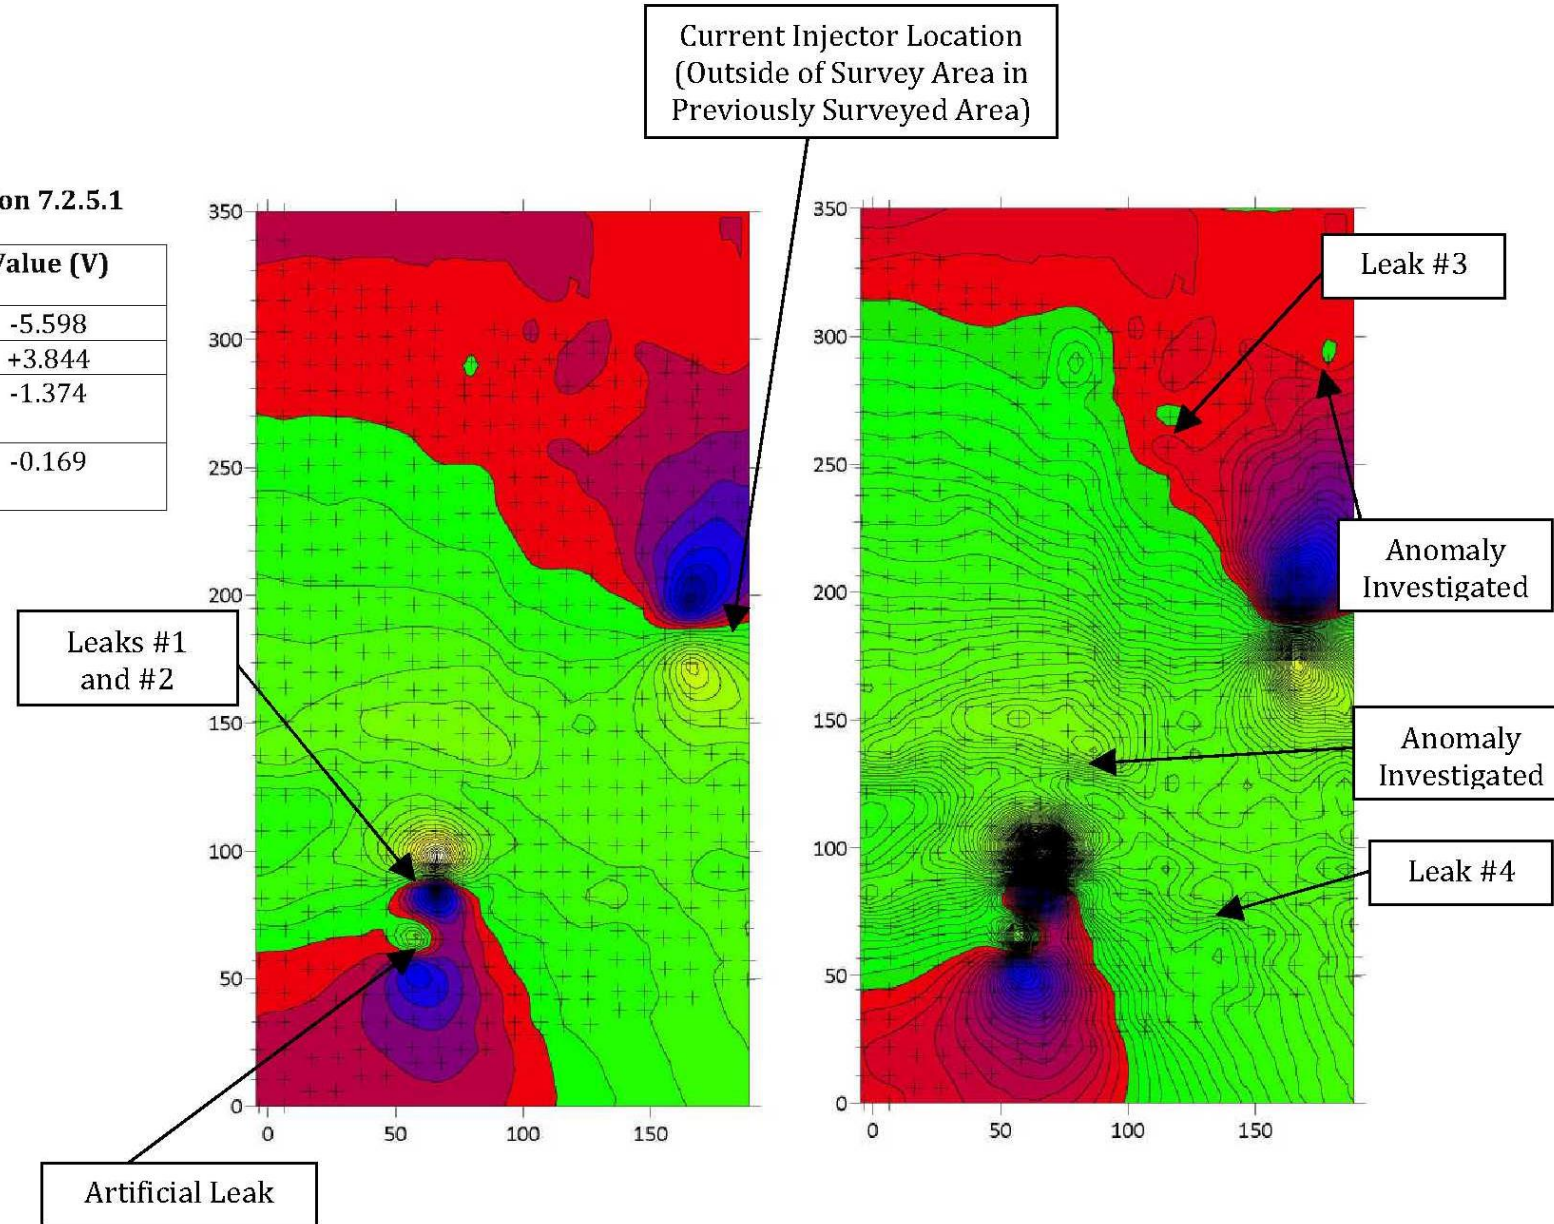 Current Injector Location
(Outside of Survey Area in
Previously Surveyed Area)
on 7.2.5.1
Value (V)
-5.598
+3.844
-1.374
-0.169
350
300
250
200
150
100
50
0
0 50 100 150
350
300
250
200
150
100
50
0
0 50 100 150
Leak #3
Anomaly
Investigated
Leaks #1
and #2
Anomaly
Investigated
Leak #4
Artificial Leak